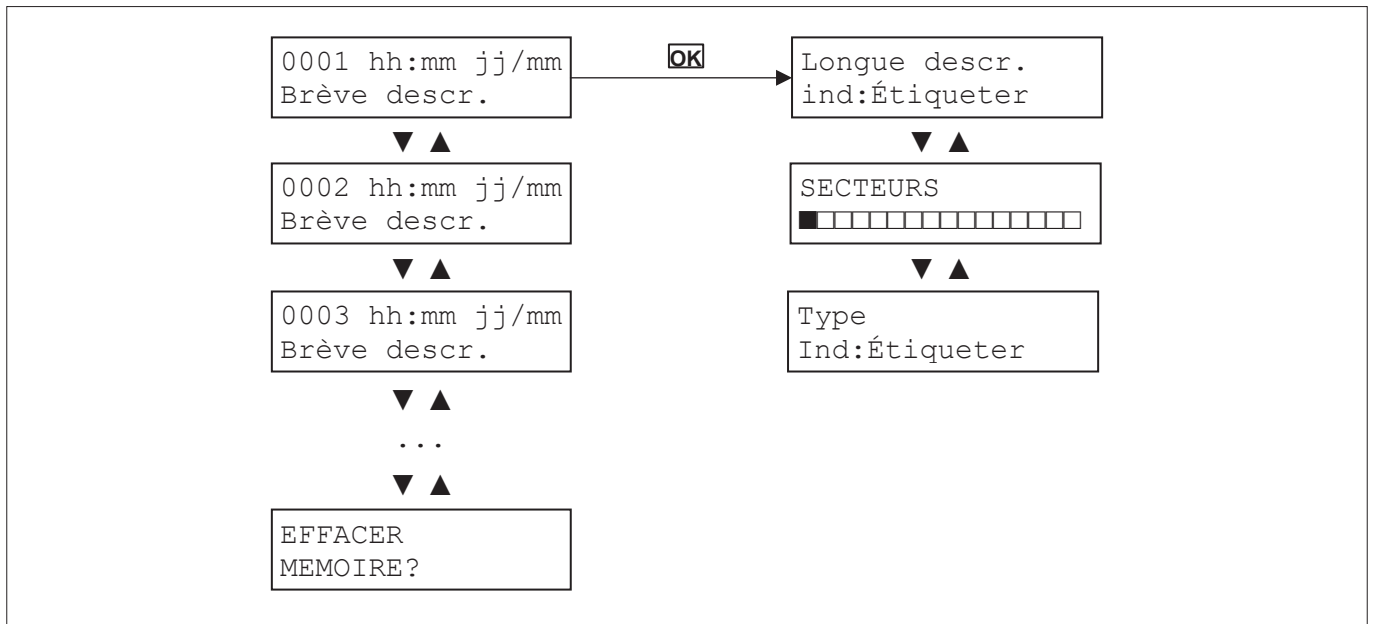 0001 hh:mm jj/mm
Brève descr.
OK
Longue descr.
ind:Étiqueter
▼ ▲
▼ ▲
0002 hh:mm jj/mm
Brève descr.
SECTEURS
■□□□□□□□□□□□□□□□
▼ ▲
▼ ▲
0003 hh:mm jj/mm
Brève descr.
Type
Ind:Étiqueter
▼ ▲
...
▼ ▲
EFFACER
MEMOIRE?